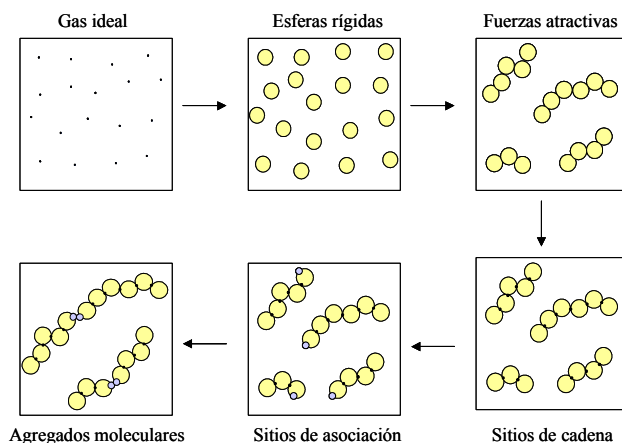 Gas ideal
Esferas rígidas
Fuerzas atractivas
Agregados moleculares
Sitios de asociación
Sitios de cadena